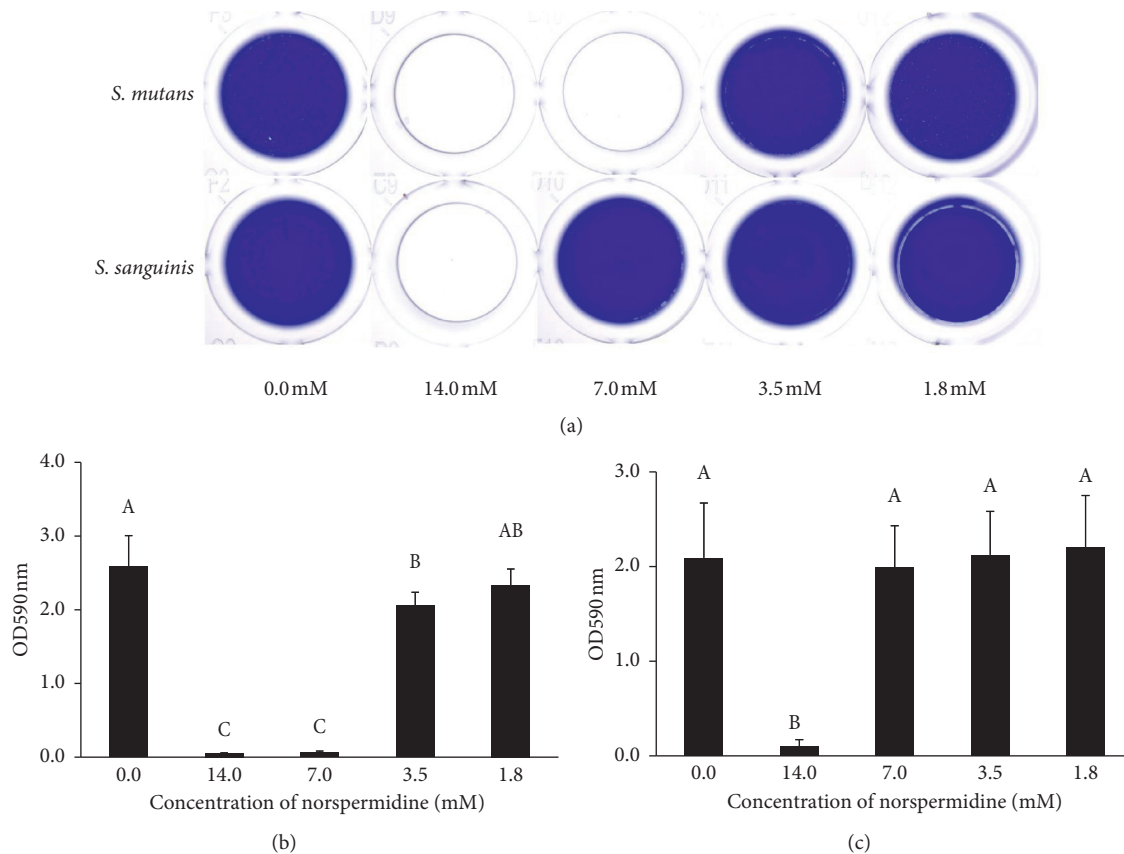 S. mutans
S. sanguinis
0.0 mM 14.0 mM 7.0 mM 3.5 mM 1.8 mM
(a)
4.0
3.0
2.0
1.0
0.0
OD590 nm
A
C
C
B
AB
0.0 14.0 7.0 3.5 1.8
Concentration of norspermidine (mM)
(b)
3.0
2.0
1.0
0.0
OD590 nm
A
B
A
A
A
0.0 14.0 7.0 3.5 1.8
Concentration of norspermidine (mM)
(c)